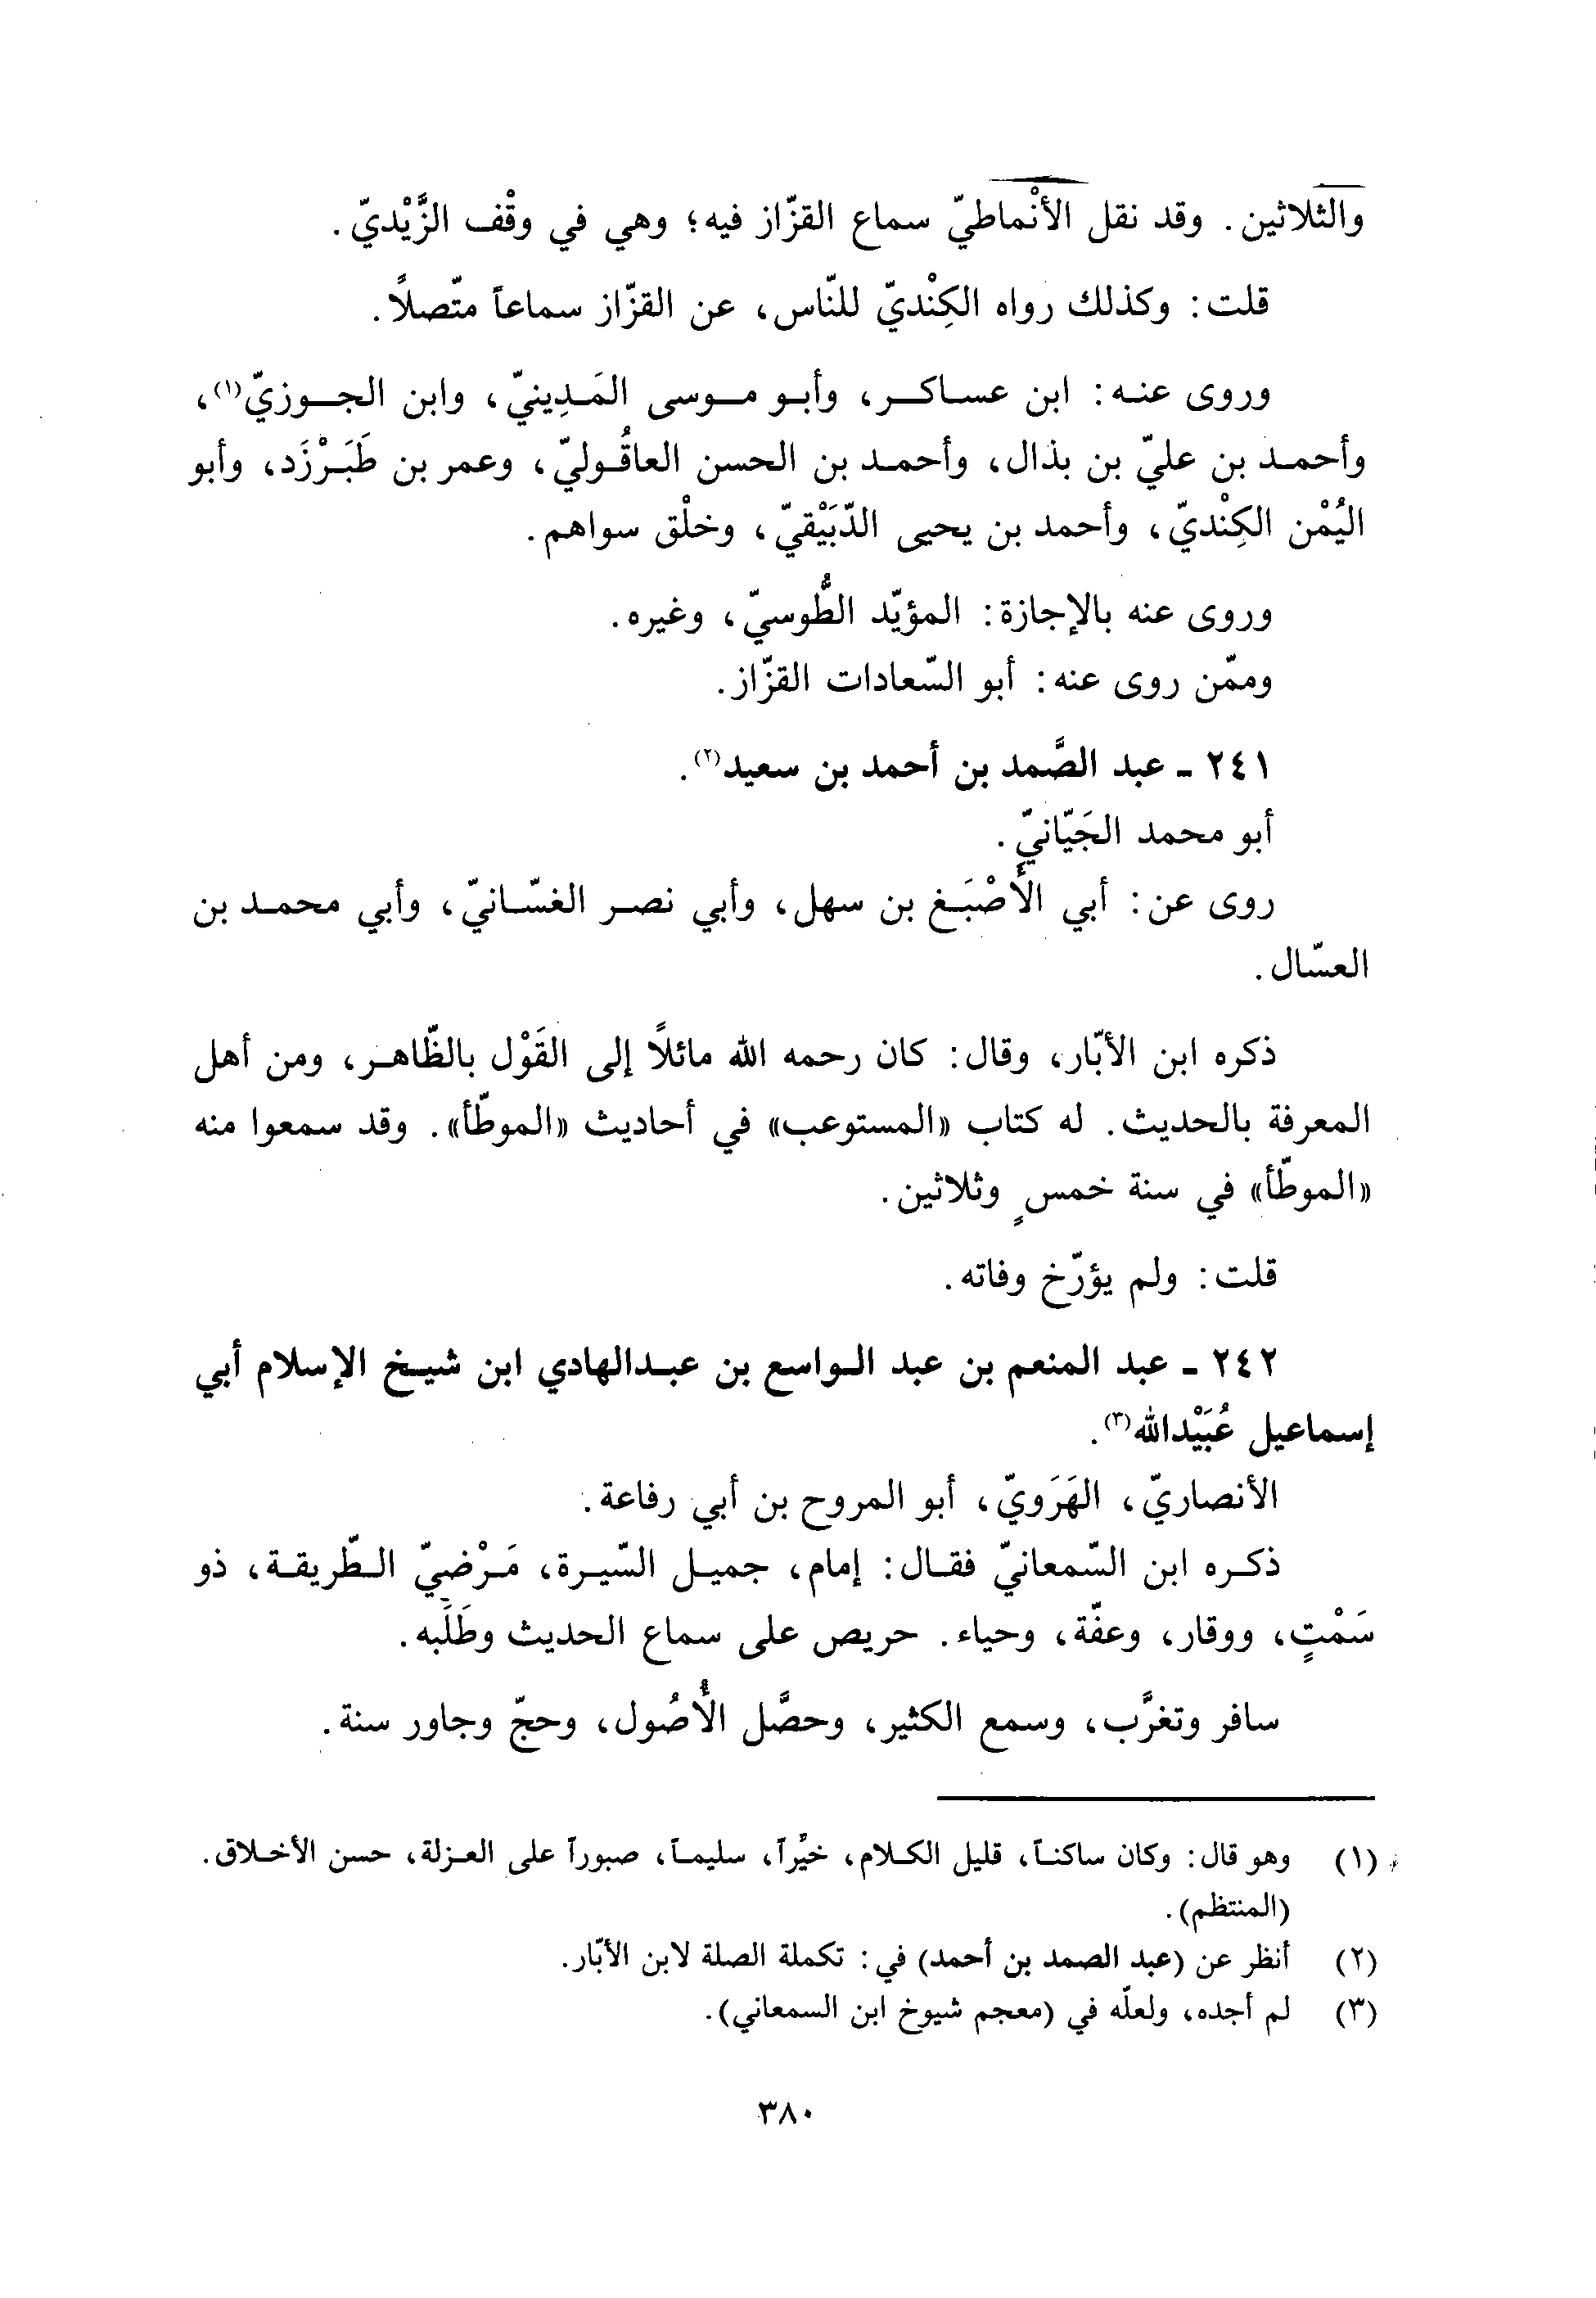 والثلاثين. وقد نقل الأنْماطيّ سماع القزّاز فيه؛ وهي في وقْف الزَّيْديّ.
قلت: وكذلك رواه الكِنْديّ للنّاس، عن القزّاز سماعاً متّصلاً.
وروى عنه: ابن عساكر، وأبو موسى المَدِينيّ، وابن الجوزيّ(١)،
وأحمد بن عليّ بن بذال، وأحمد بن الحسن العاقُوليّ، وعمر بن طَبَرْزَد، وأبو
اليُمْن الكِنْديّ، وأحمد بن يحيى الدّبَيْقيّ، وخلْق سواهم.
وروى عنه بالإجازة: المؤيّد الطُّوسيّ، وغيره.
وممّن روى عنه: أبو السّعادات القزّاز.
٢٤١ - عبد الصَّمد بن أحمد بن سعيد(٢).
أبو محمد الجَيّانيّ.
روى عن: أبي الأَصْبَغ بن سهل، وأبي نصر الغسّانيّ، وأبي محمد بن
العسّال.
ذكره ابن الأبّار، وقال: كان رحمه الله مائلاً إلى القَوْل بالظّاهر، ومن أهل
المعرفة بالحديث. له كتاب «المستوعب» في أحاديث «الموطّأ». وقد سمعوا منه
«الموطّأ» في سنة خمسٍ وثلاثين.
قلت: ولم يؤرّخ وفاته.
٢٤٢ - عبد المنعم بن عبد الواسع بن عبدالهادي ابن شيخ الإسلام أبي
إسماعيل عُبَيْدالله(٣).
الأنصاريّ، الهَرَويّ، أبو المروح بن أبي رفاعة.
ذكره ابن السّمعانيّ فقال: إمام، جميل السّيرة، مَرْضيّ الطّريقة، ذو
سَمْتٍ، ووقار، وعفّة، وحياء. حريص على سماع الحديث وطَلَبه.
سافر وتغرَّب، وسمع الكثير، وحصَّل الأُصُول، وحجّ وجاور سنة.
(١) وهو قال: وكان ساكناً، قليل الكلام، خيِّراً، سليماً، صبوراً على العزلة، حسن الأخلاق.
(المنتظم).
(٢) أنظر عن (عبد الصمد بن أحمد) في: تكملة الصلة لابن الأبّار.
(٣) لم أجده، ولعلّه في (معجم شيوخ ابن السمعاني).
٣٨٠